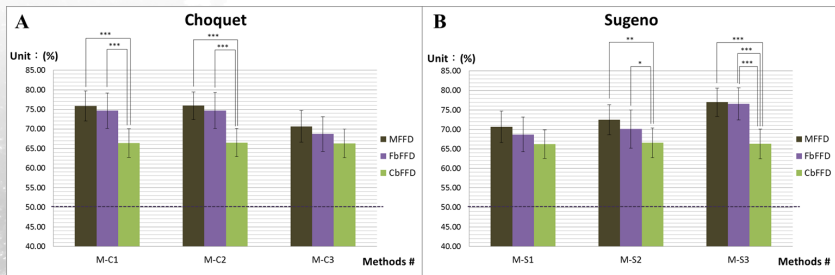 A
Choquet
Unit：(%)
***
***
***
***
85.00
80.00
75.00
70.00
65.00
60.00
55.00
50.00
45.00
40.00
MFFD
FbFFD
CbFFD
M-C1
M-C2
M-C3
Methods #
B
Sugeno
Unit：(%)
**
*
***
***
***
85.00
80.00
75.00
70.00
65.00
60.00
55.00
50.00
45.00
40.00
MFFD
FbFFD
CbFFD
M-S1
M-S2
M-S3
Methods #